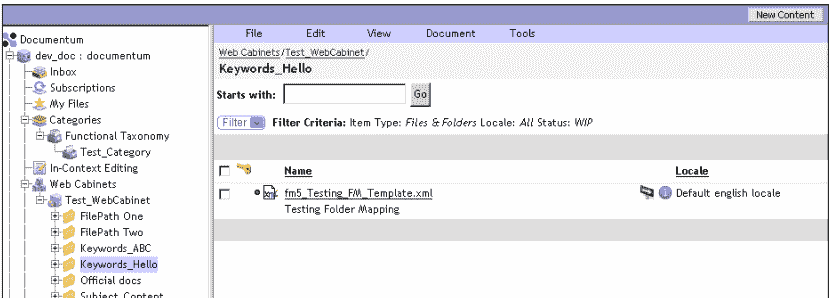 New Content
File Edit View Document Tools
Documentum
dev_doc : documentum
Inbox
Subscriptions
My Files
Categories
Functional Taxonomy
Test_Category
In-Context Editing
Web Cabinets
Test_WebCabinet
FilePath One
FilePath Two
Keywords_ABC
Keywords_Hello
Official docs
Subject_Content
Web Cabinets/Test_WebCabinet/
Keywords_Hello
Starts with: Go
Filter Filter Criteria: Item Type: Files & Folders Locale: All Status: WIP
Name Locale
fm5_Testing_FM_Template.xml Default english locale
Testing Folder Mapping